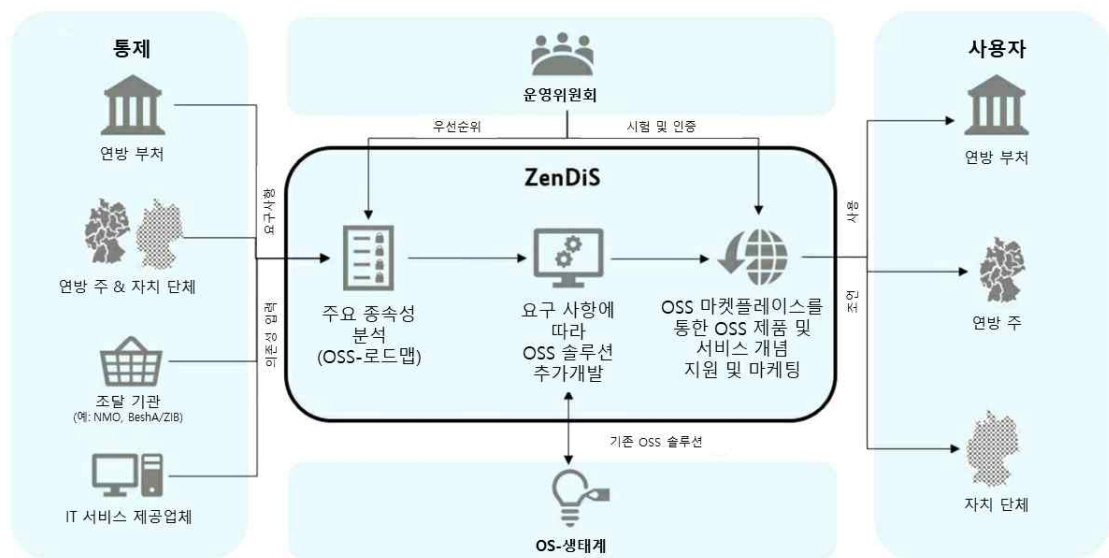 통제
연방 부처
연방 주 & 자치 단체
조달 기관
(예: NMO, BeshA/ZIB)
IT 서비스 제공업체
요구사항
의존성 입력
운영위원회
우선순위
시험 및 인증
ZenDiS
주요 종속성
분석
(OSS-로드맵)
요구 사항에
따라
OSS 솔루션
추가개발
OSS 마켓플레이스를
통한 OSS 제품 및
서비스 개념
지원 및 마케팅
기존 OSS 솔루션
OS-생태계
사용
조언
사용자
연방 부처
연방 주
자치 단체